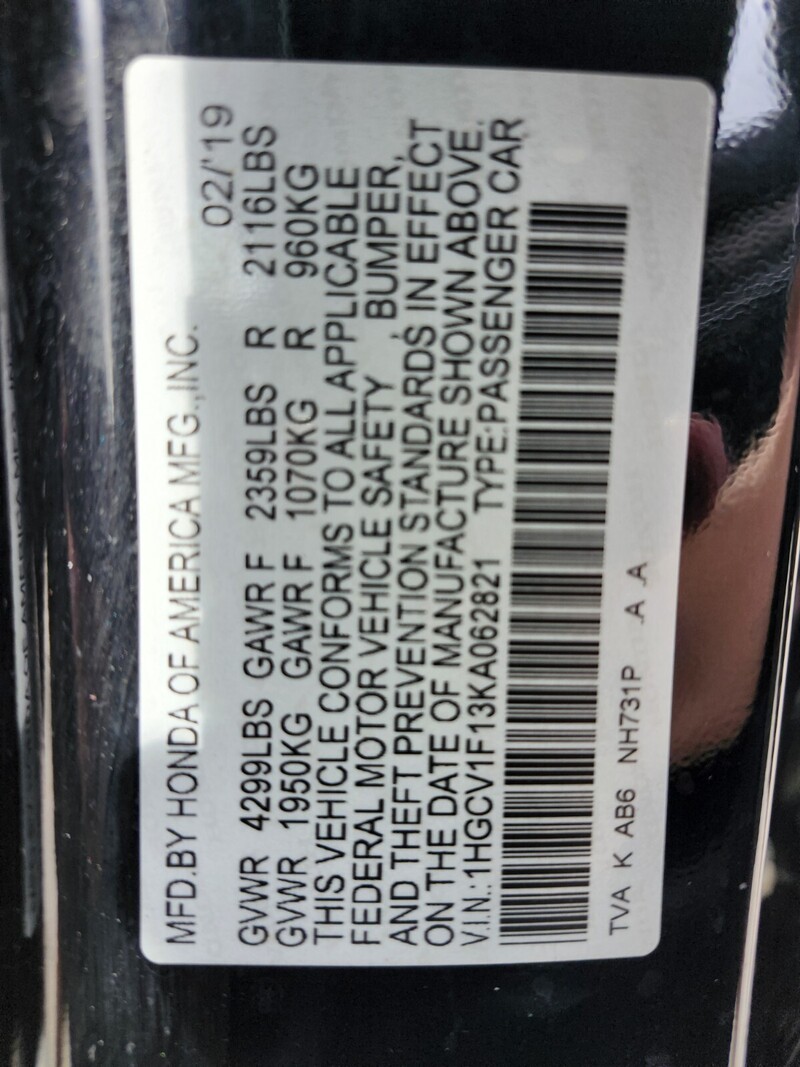 MFD.BY HONDA OF AMERICA MFG.,INC. 02/'19
GVWR 4299LBS GAWR F 2359LBS R 2116LBS
GVWR 1950KG GAWR F 1070KG R 960KG
THIS VEHICLE CONFORMS TO ALL APPLICABLE
FEDERAL MOTOR VEHICLE SAFETY , BUMPER,
AND THEFT PREVENTION STANDARDS IN EFFECT
ON THE DATE OF MANUFACTURE SHOWN ABOVE.
V.I.N.:1HGCV1F13KA062821 TYPE:PASSENGER CAR
TVA K AB6 NH731P A A